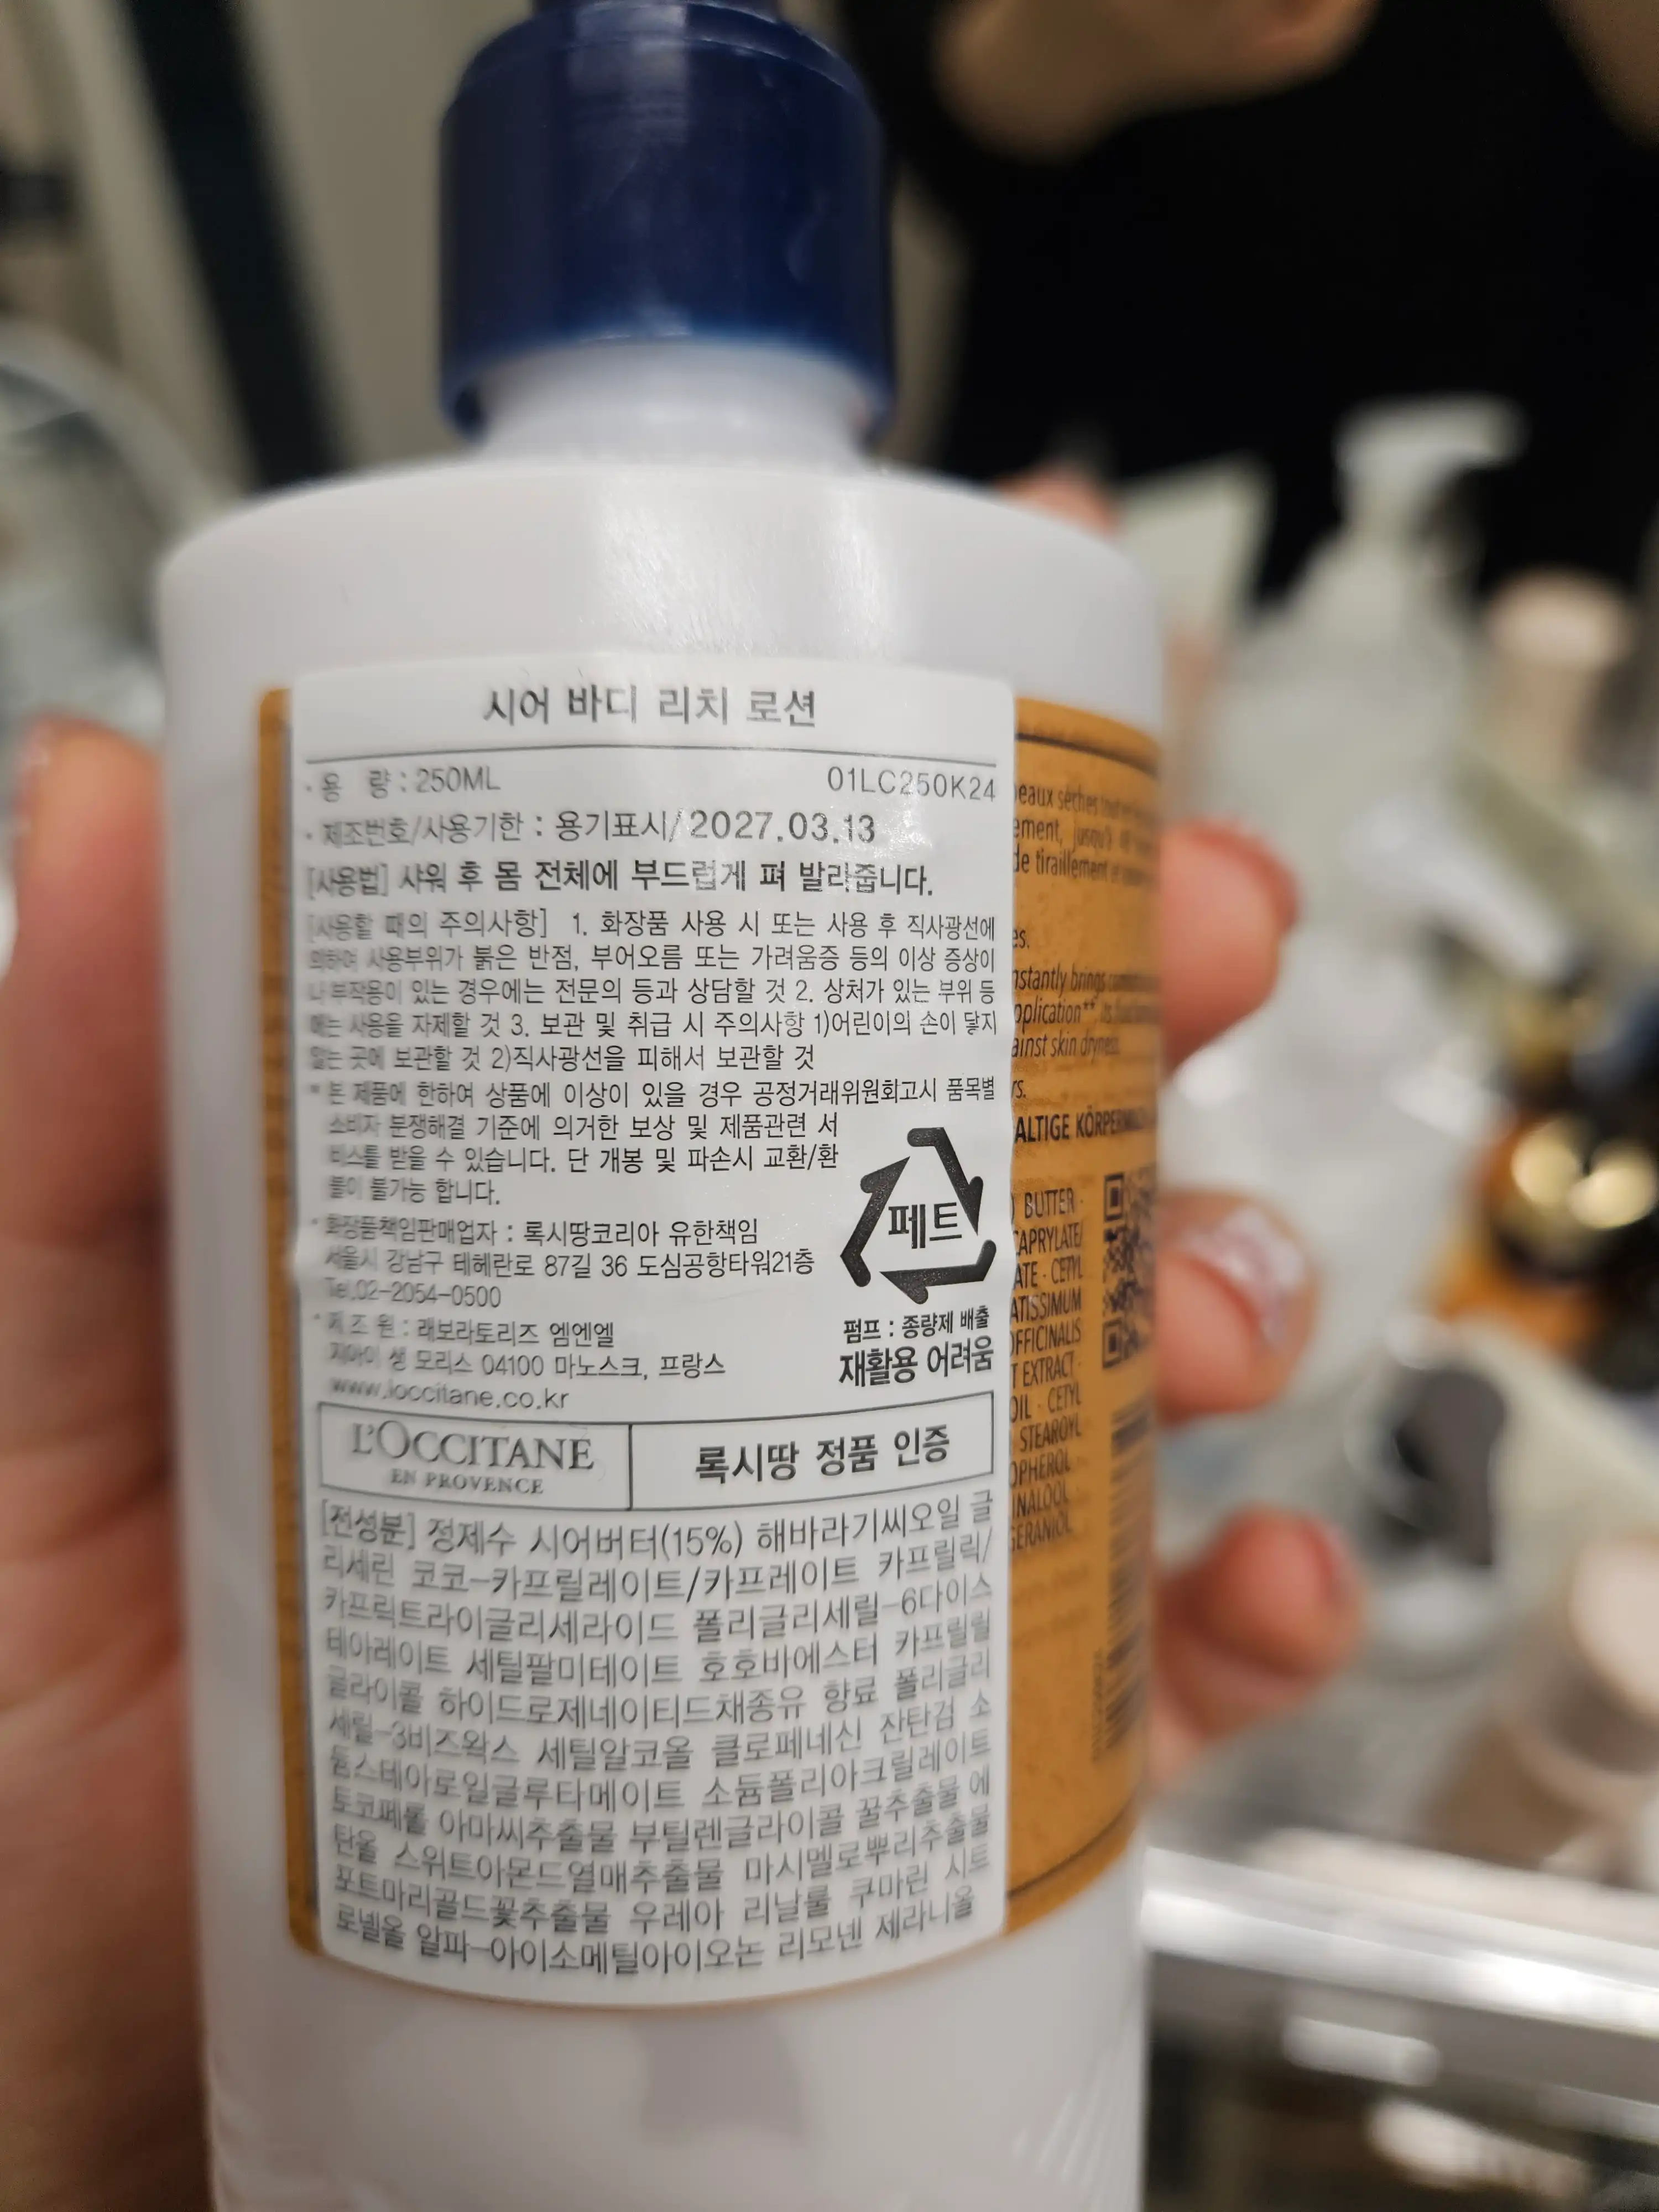 시어 바디 리치 로션
· 용 량 : 250ML 01LC250K24
· 제조번호/사용기한 : 용기표시/ 2027.03.13
[사용법] 샤워 후 몸 전체에 부드럽게 펴 발라줍니다.
[사용할 때의 주의사항] 1. 화장품 사용 시 또는 사용 후 직사광선에
의하여 사용부위가 붉은 반점, 부어오름 또는 가려움증 등의 이상 증상이
나 부작용이 있는 경우에는 전문의 등과 상담할 것 2. 상처가 있는 부위 등
에는 사용을 자제할 것 3. 보관 및 취급 시 주의사항 1)어린이의 손이 닿지
않는 곳에 보관할 것 2)직사광선을 피해서 보관할 것
* 본 제품에 한하여 상품에 이상이 있을 경우 공정거래위원회고시 품목별
소비자 분쟁해결 기준에 의거한 보상 및 제품관련 서
비스를 받을 수 있습니다. 단 개봉 및 파손시 교환/환
불이 불가능 합니다.
* 화장품책임판매업자 : 록시땅코리아 유한책임
서울시 강남구 테헤란로 87길 36 도심공항타워21층
Tel.02-2054-0500
* 제 조 원 : 래보라토리즈 엠엔엘
지아이 생 모리스 04100 마노스크, 프랑스
www.loccitane.co.kr
페트
펌프 : 종량제 배출
재활용 어려움
L'OCCITANE
EN PROVENCE
록시땅 정품 인증
[전성분] 정제수 시어버터(15%) 해바라기씨오일 글
리세린 코코-카프릴레이트/카프레이트 카프릴릭/
카프릭트라이글리세라이드 폴리글리세릴-6다이스
테아레이트 세틸팔미테이트 호호바에스터 카프릴릴
글라이콜 하이드로제네이티드채종유 향료 폴리글리
세릴-3비즈왁스 세틸알코올 클로페네신 잔탄검 소
듐스테아로일글루타메이트 소듐폴리아크릴레이트
토코페롤 아마씨추출물 부틸렌글라이콜 꿀추출물 에
탄올 스위트아몬드열매추출물 마시멜로뿌리추출물
포트마리골드꽃추출물 우레아 리날룰 쿠마린 시트
로넬올 알파-아이소메틸아이오논 리모넨 제라니올
peaux sèches
ement, jusqu'à
de tiraillement
es.
nstantly brings
pplication**,
ainst skin dryness.
rs.
ALTIGE
BUTTER ·
CAPRYLATE/
ATE · CETYL
ATISSIMUM
OFFICINALIS
T EXTRACT ·
OIL · CETYL
STEAROYL
OPHEROL ·
INALOOL ·
GERANIOL.